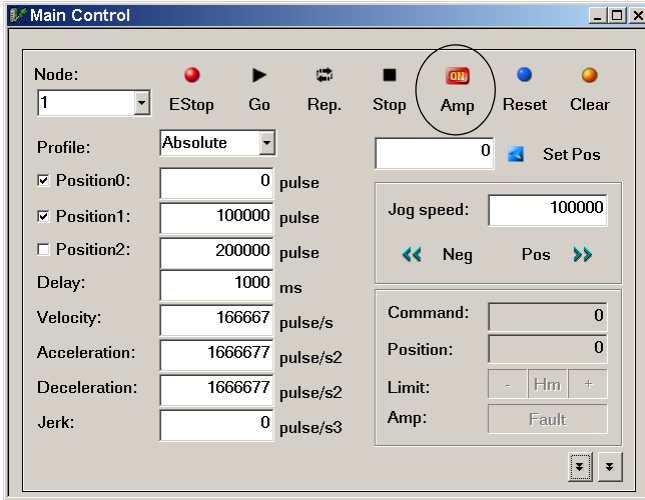 Main Control
Node:
1
EStop
Go
Rep.
Stop
ON
Amp
Reset
Clear
Profile:
Absolute
0
Set Pos
Position0:
0 pulse
Position1:
100000 pulse
Position2:
200000 pulse
Delay:
1000 ms
Velocity:
166667 pulse/s
Acceleration:
1666677 pulse/s2
Deceleration:
1666677 pulse/s2
Jerk:
0 pulse/s3
Jog speed:
100000
Neg
Pos
Command:
0
Position:
0
Limit:
- Hm +
Amp:
Fault